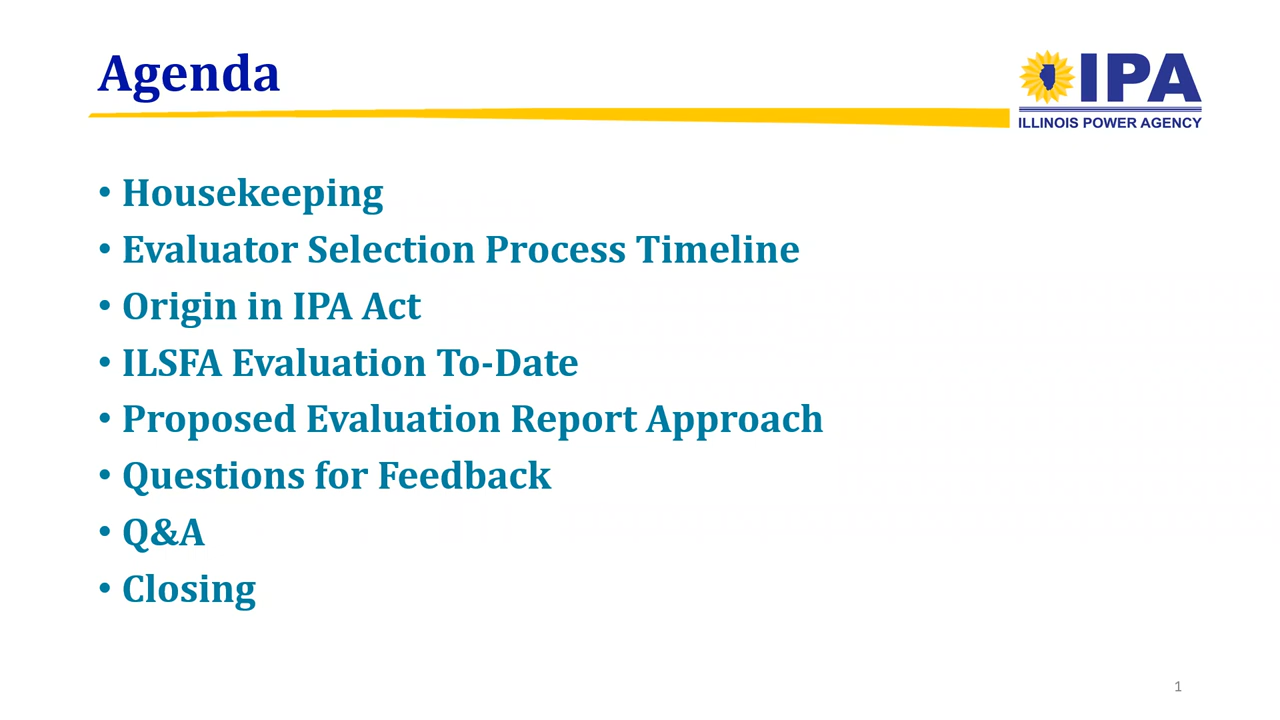 Agenda
IPA
ILLINOIS POWER AGENCY
• Housekeeping
• Evaluator Selection Process Timeline
• Origin in IPA Act
• ILSFA Evaluation To-Date
• Proposed Evaluation Report Approach
• Questions for Feedback
• Q&A
• Closing
1